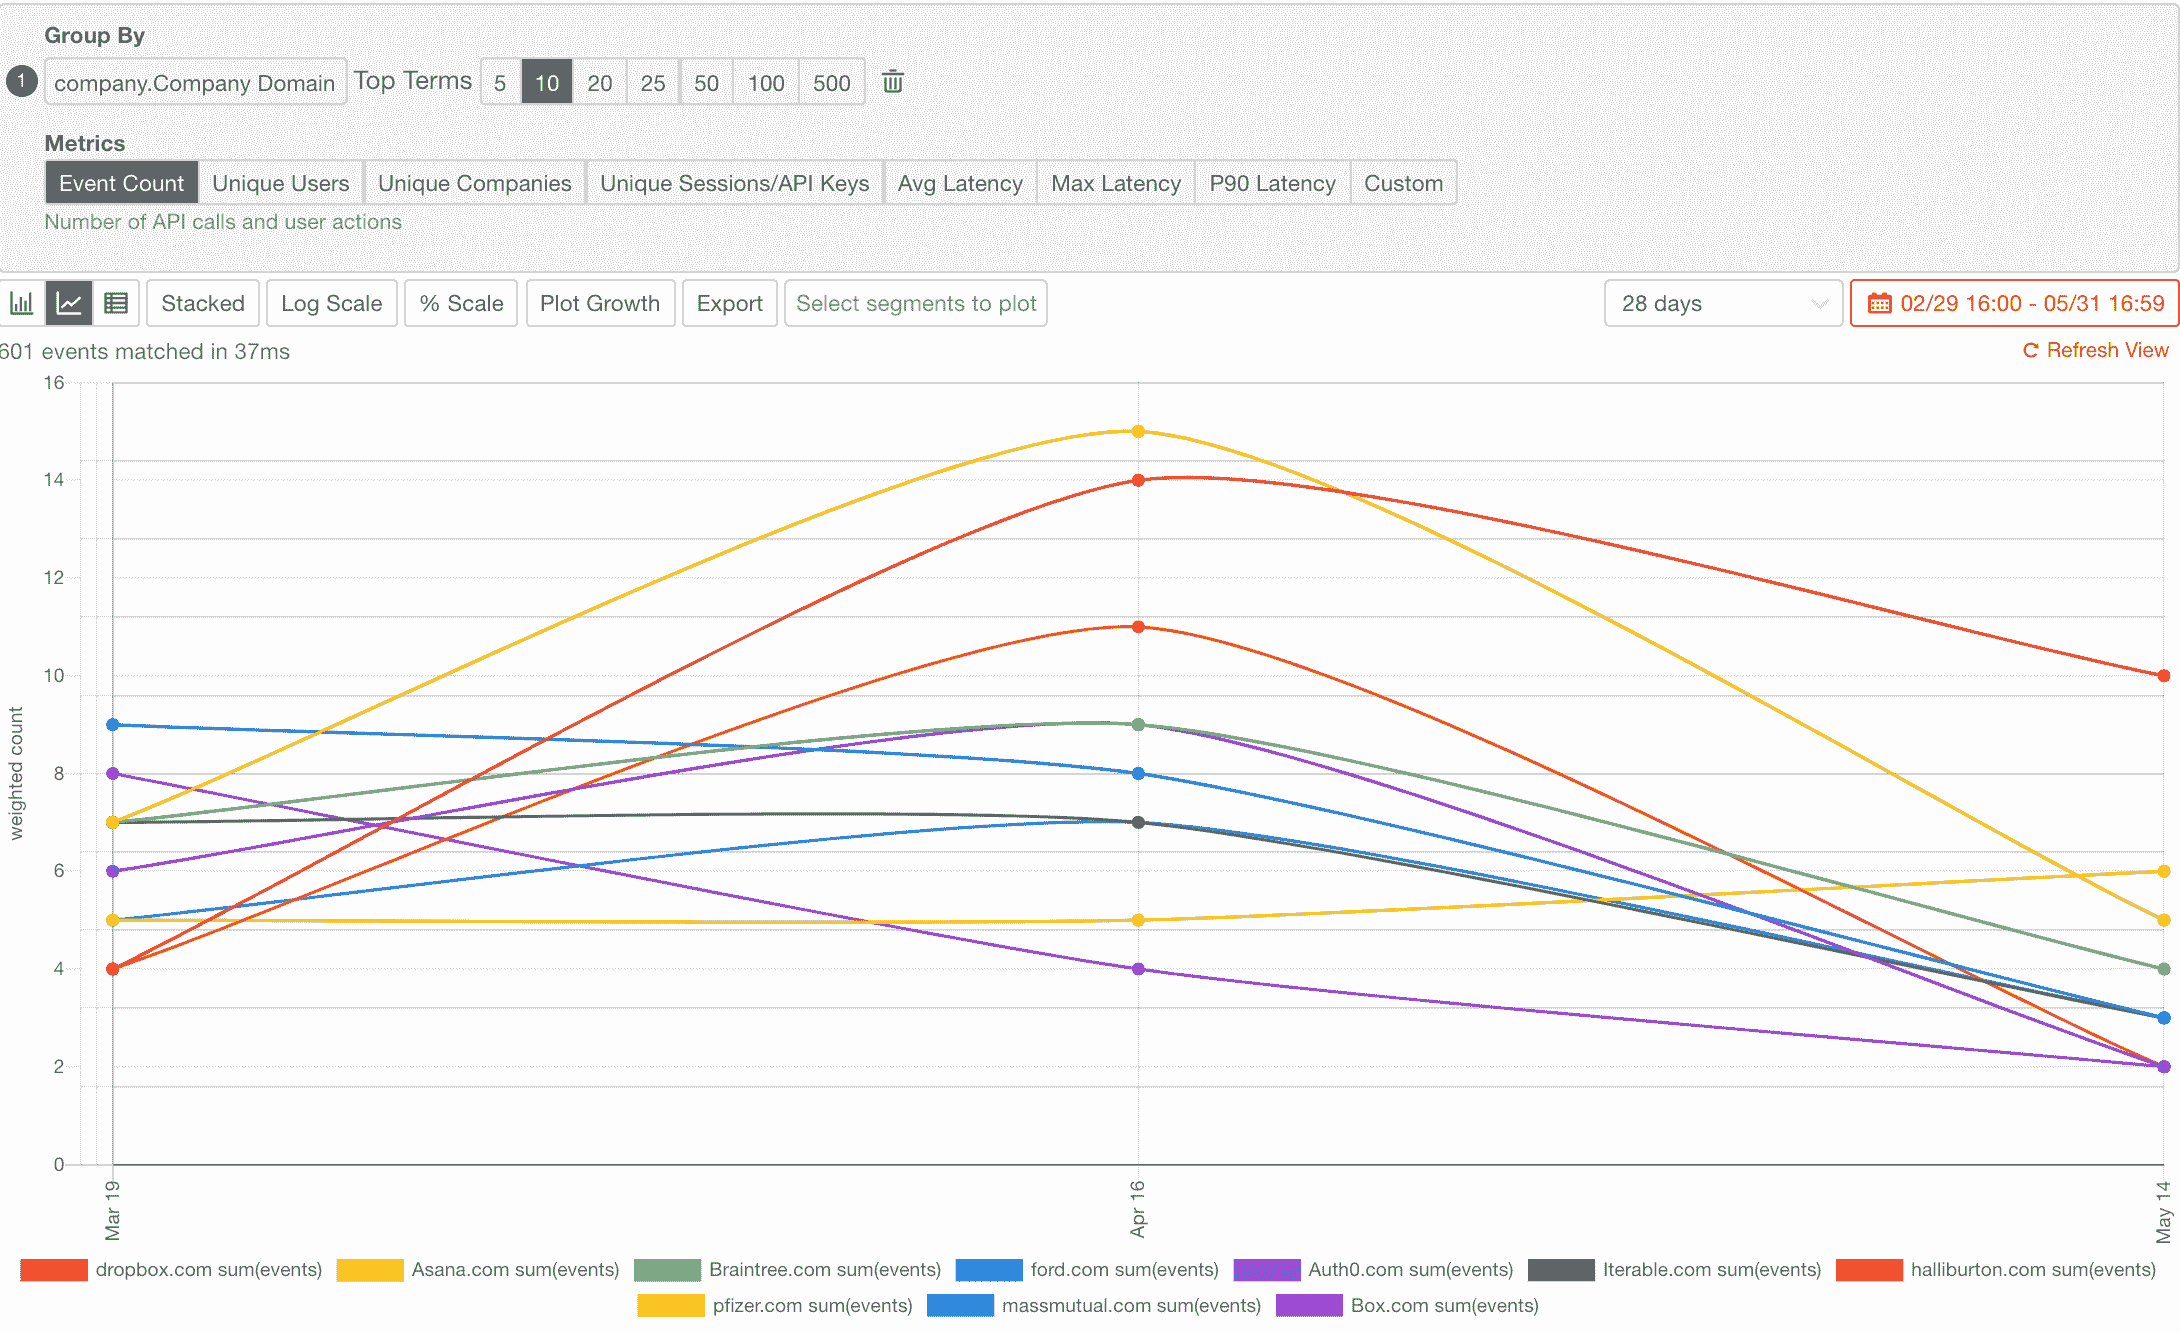 Group By
1 company.Company Domain Top Terms 5 10 20 25 50 100 500
Metrics
Event Count Unique Users Unique Companies Unique Sessions/API Keys Avg Latency Max Latency P90 Latency Custom
Number of API calls and user actions
Stacked Log Scale % Scale Plot Growth Export Select segments to plot 28 days 02/29 16:00 - 05/31 16:59
601 events matched in 37ms Refresh View
16
14
12
10
8
6
4
2
0
weighted count
Mar 19 Apr 16 May 14
dropbox.com sum(events) Asana.com sum(events) Braintree.com sum(events) ford.com sum(events) Auth0.com sum(events) Iterable.com sum(events) halliburton.com sum(events)
pfizer.com sum(events) massmutual.com sum(events) Box.com sum(events)